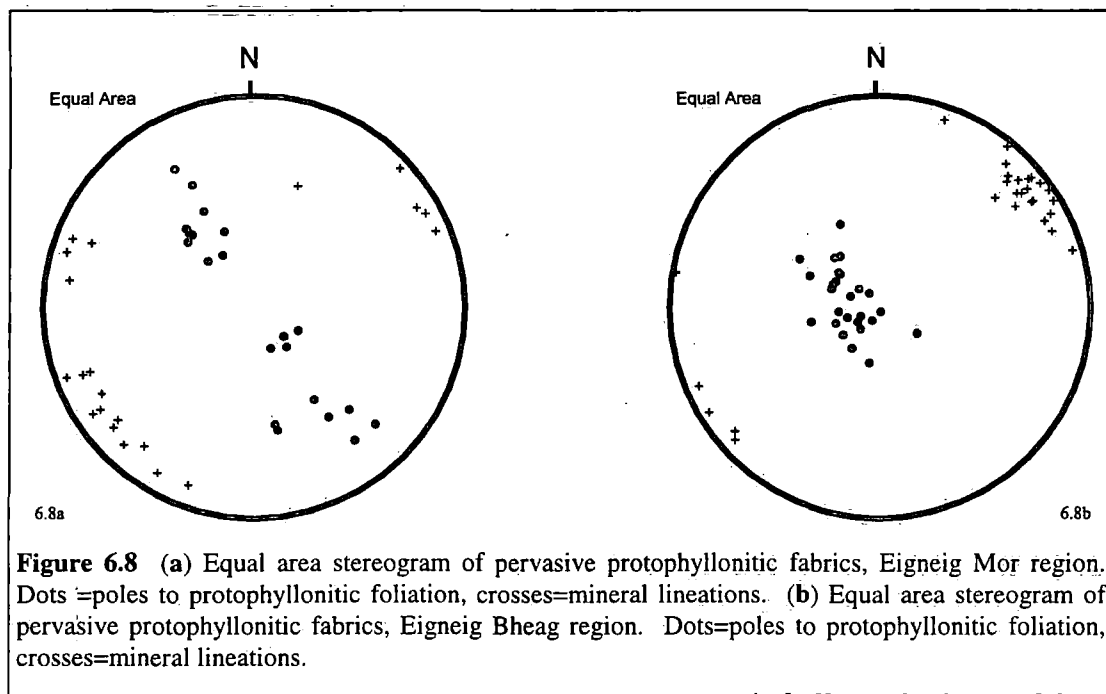 N
N
Equal Area
Equal Area
6.8a
6.8b
Figure 6.8 (a) Equal area stereogram of pervasive protophyllonitic fabrics, Eigneig Mor region.
Dots =poles to protophyllonitic foliation, crosses=mineral lineations. (b) Equal area stereogram of
pervasive protophyllonitic fabrics, Eigneig Bheag region. Dots=poles to protophyllonitic foliation,
crosses=mineral lineations.